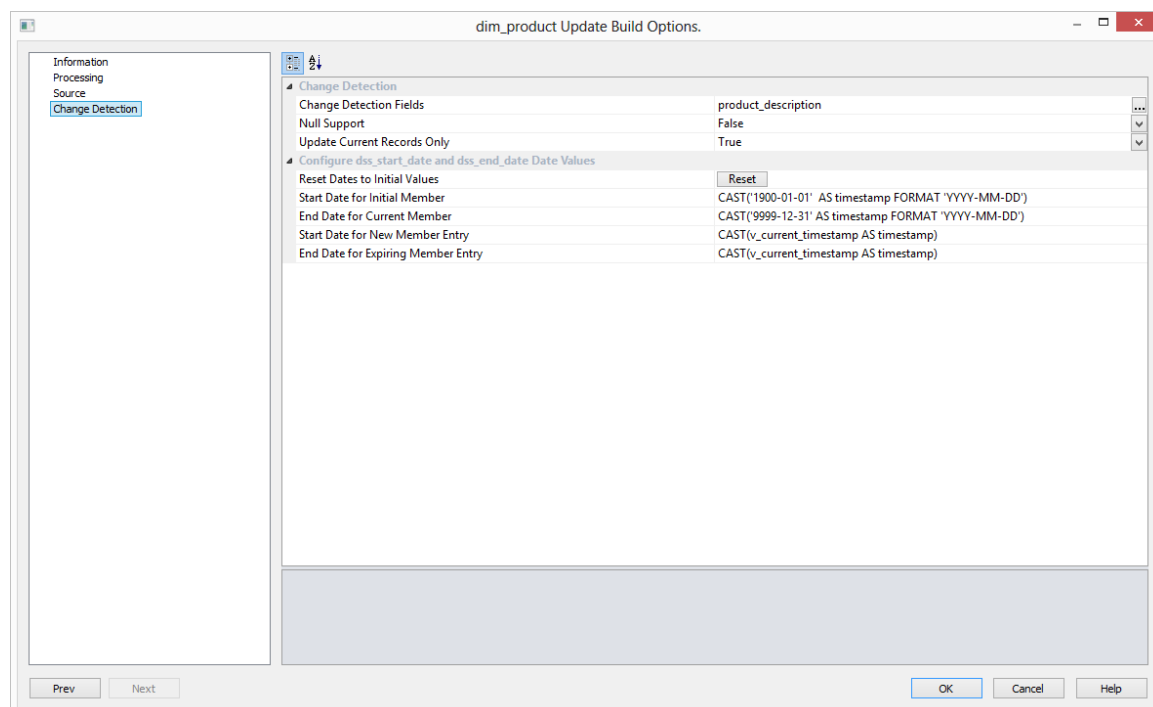 dim_product Update Build Options.
Information
Processing
Source
Change Detection
Change Detection
Change Detection Fields product_description ...
Null Support False
Update Current Records Only True
Configure dss_start_date and dss_end_date Date Values
Reset Dates to Initial Values Reset
Start Date for Initial Member CAST('1900-01-01'  AS timestamp FORMAT 'YYYY-MM-DD')
End Date for Current Member CAST('9999-12-31' AS timestamp FORMAT 'YYYY-MM-DD')
Start Date for New Member Entry CAST(v_current_timestamp AS timestamp)
End Date for Expiring Member Entry CAST(v_current_timestamp AS timestamp)
Prev Next OK Cancel Help